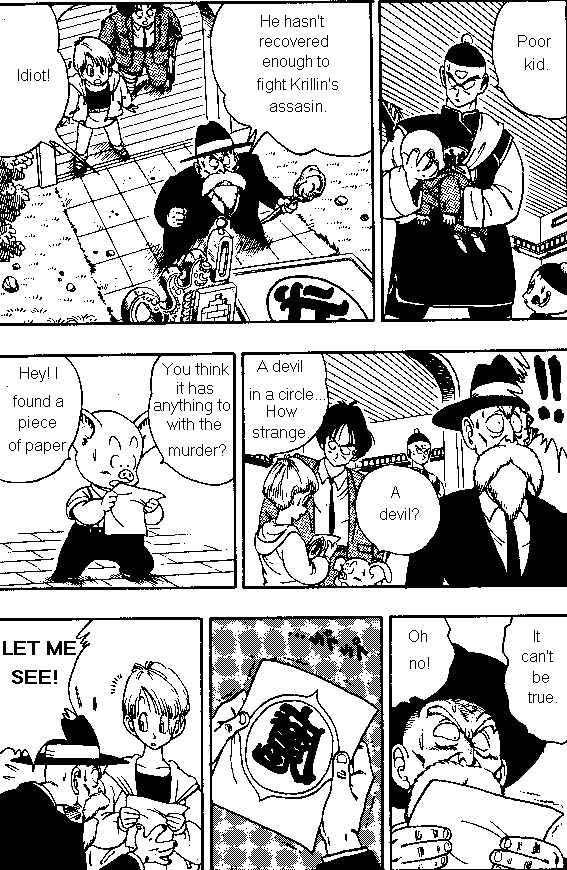 Idiot!
He hasn't
recovered
enough to
fight Krillin's
assasin.
Poor
kid.
Hey! I
found a
piece
of paper
You think
it has
anything to
with the
murder?
A devil
in a circle...
How
strange
A
devil?
!!
LET ME
SEE!
Oh
no!
It
can't
be
true.